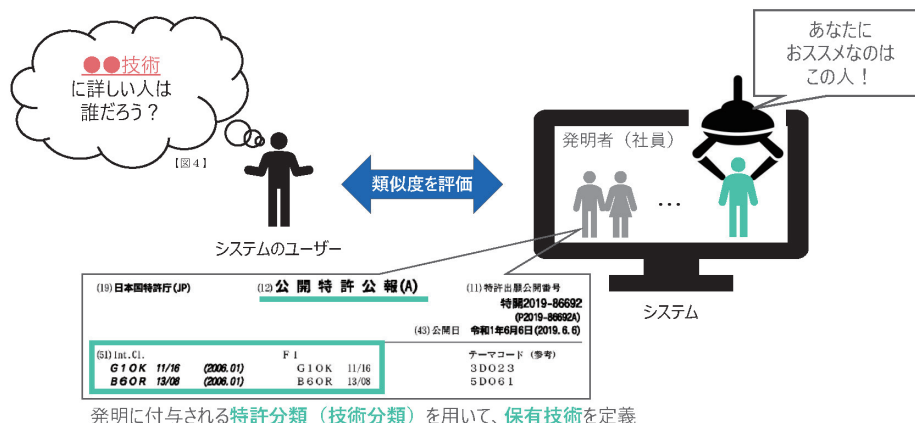 ●●技術
に詳しい人は
誰だろう？
【図４】
システムのユーザー
類似度を評価
あなたに
おススメなのは
この人！
発明者（社員）
…
システム
(19)日本国特許庁(JP)
(12)公開特許公報(A)
(11)特許出願公開番号
特開2019-86692
(P2019-86692A)
(43)公開日 令和1年6月6日(2019.6.6)
(51)Int.Cl. FI テーマコード（参考）
G10K 11/16 (2006.01) G10K 11/16 3D023
B60R 13/08 (2006.01) B60R 13/08 5D061
発明に付与される特許分類（技術分類）を用いて、保有技術を定義